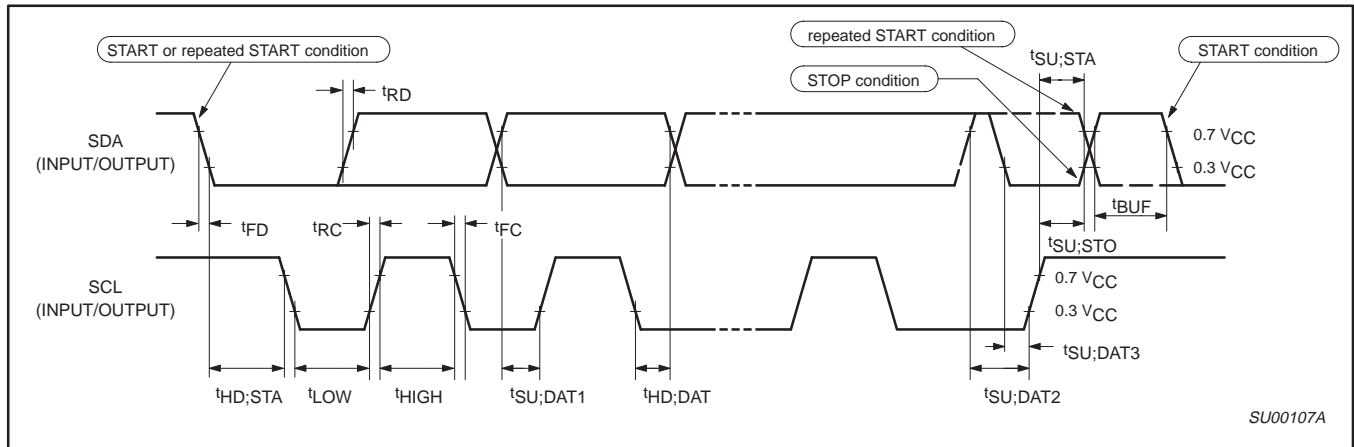 START or repeated START condition
repeated START condition
START condition
tSU;STA
STOP condition
tRD
SDA
(INPUT/OUTPUT)
0.7 VCC
0.3 VCC
tBUF
tFD
tRC
tFC
tSU;STO
SCL
(INPUT/OUTPUT)
0.7 VCC
0.3 VCC
tSU;DAT3
tHD;STA
tLOW
tHIGH
tSU;DAT1
tHD;DAT
tSU;DAT2
SU00107A